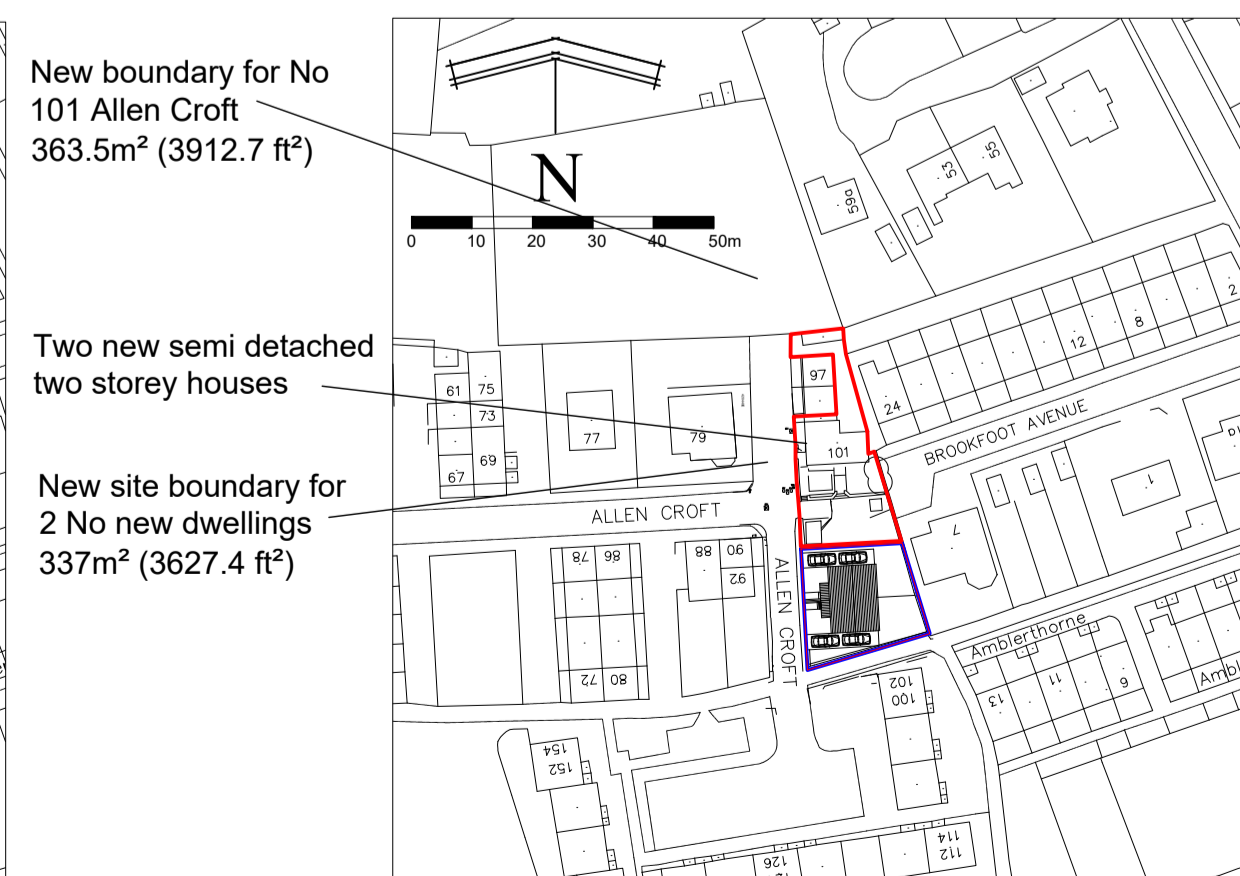 New boundary for No
101 Allen Croft
363.5m² (3912.7 ft²)
Two new semi detached
two storey houses
New site boundary for
2 No new dwellings
337m² (3627.4 ft²)
N
0 10 20 30 40 50m
59a
53
55
2
8
12
24
BROOKFOOT AVENUE
97
101
61
75
73
69
67
77
79
ALLEN CROFT
ALLEN CROFT
78
86
88
90
92
72
80
1
7
Amblerthorne
13
11
9
102
100
154
152
114
112
126